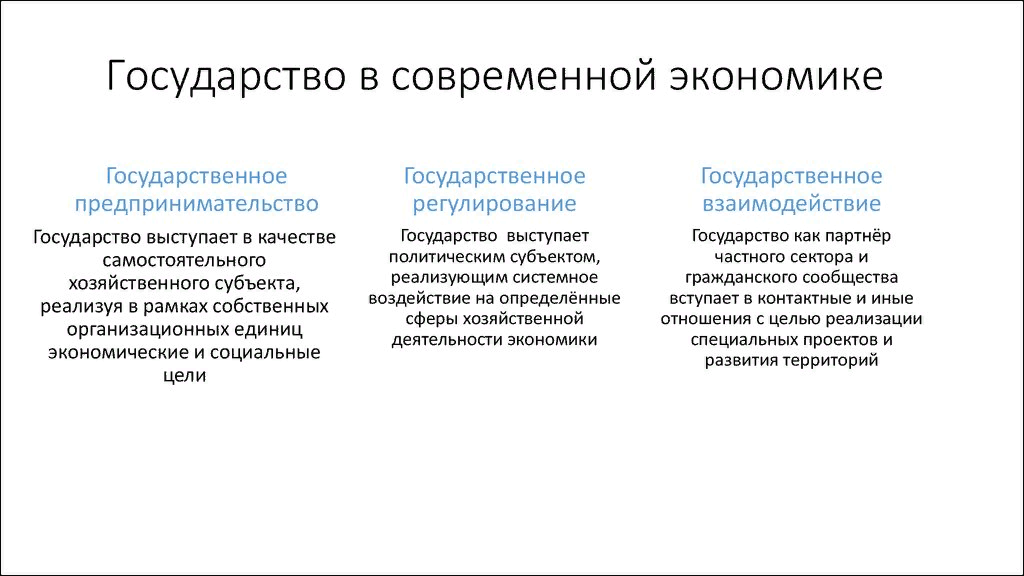 Государство в современной экономике
Государственное
предпринимательство
Государство выступает в качестве
самостоятельного
хозяйственного субъекта,
реализуя в рамках собственных
организационных единиц
экономические и социальные
цели
Государственное
регулирование
Государство выступает
политическим субъектом,
реализующим системное
воздействие на определённые
сферы хозяйственной
деятельности экономики
Государственное
взаимодействие
Государство как партнёр
частного сектора и
гражданского сообщества
вступает в контактные и иные
отношения с целью реализации
специальных проектов и
развития территорий